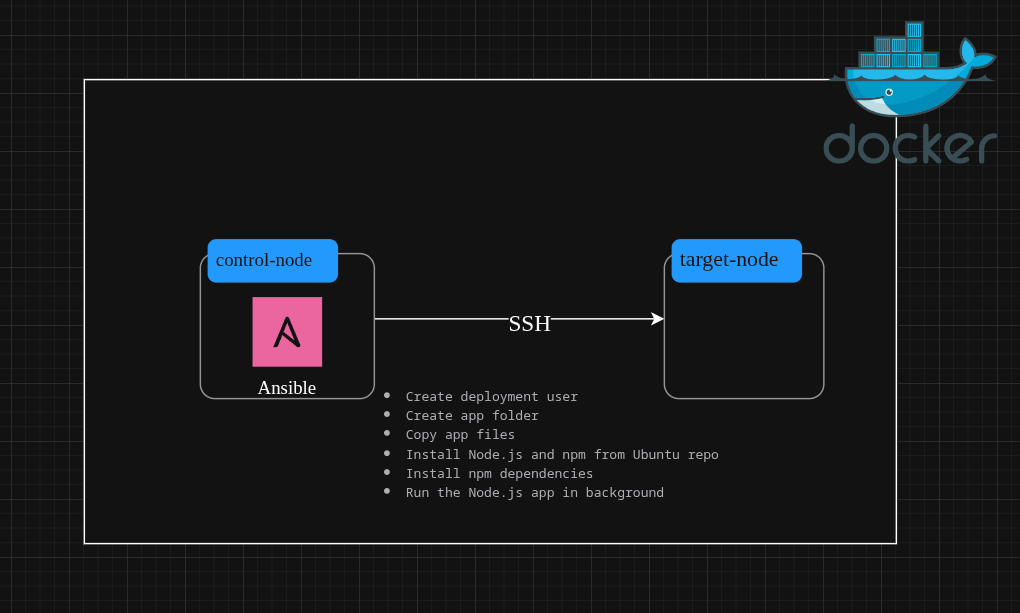 docker
control-node
target-node
SSH
Ansible
Create deployment user
Create app folder
Copy app files
Install Node.js and npm from Ubuntu repo
Install npm dependencies
Run the Node.js app in background